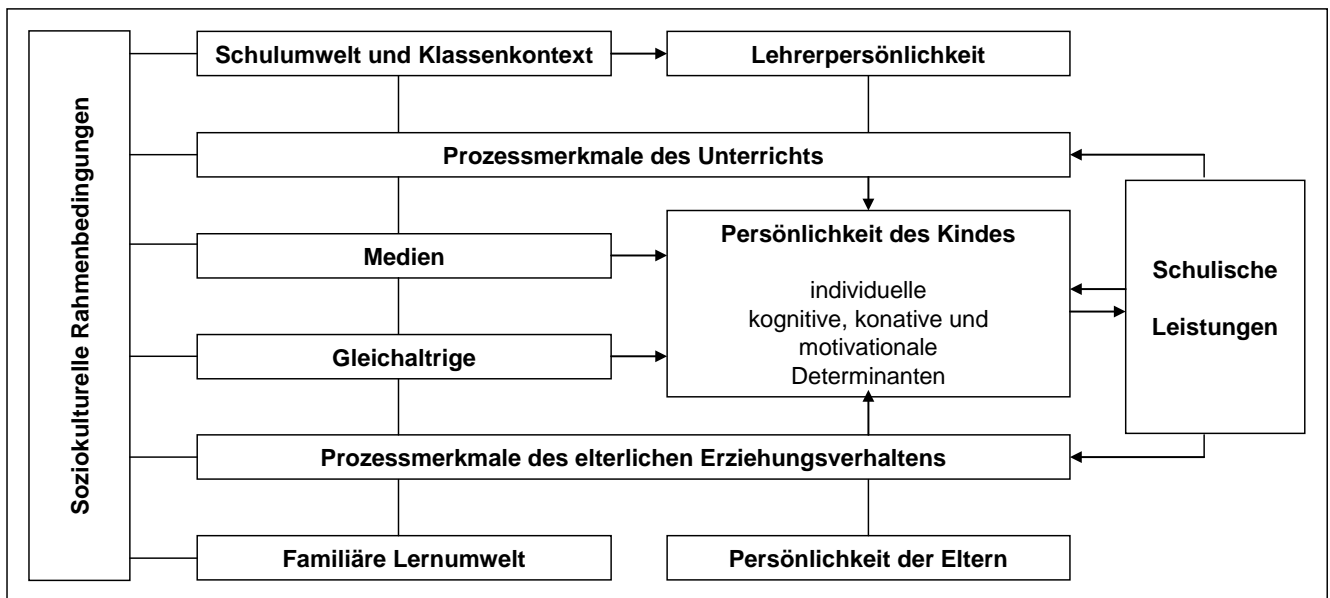 Soziokulturelle Rahmenbedingungen
Schulumwelt und Klassenkontext
Lehrerpersönlichkeit
Prozessmerkmale des Unterrichts
Medien
Persönlichkeit des Kindes
individuelle
kognitive, konative und
motivationale
Determinanten
Schulische
Leistungen
Gleichaltrige
Prozessmerkmale des elterlichen Erziehungsverhaltens
Familiäre Lernumwelt
Persönlichkeit der Eltern